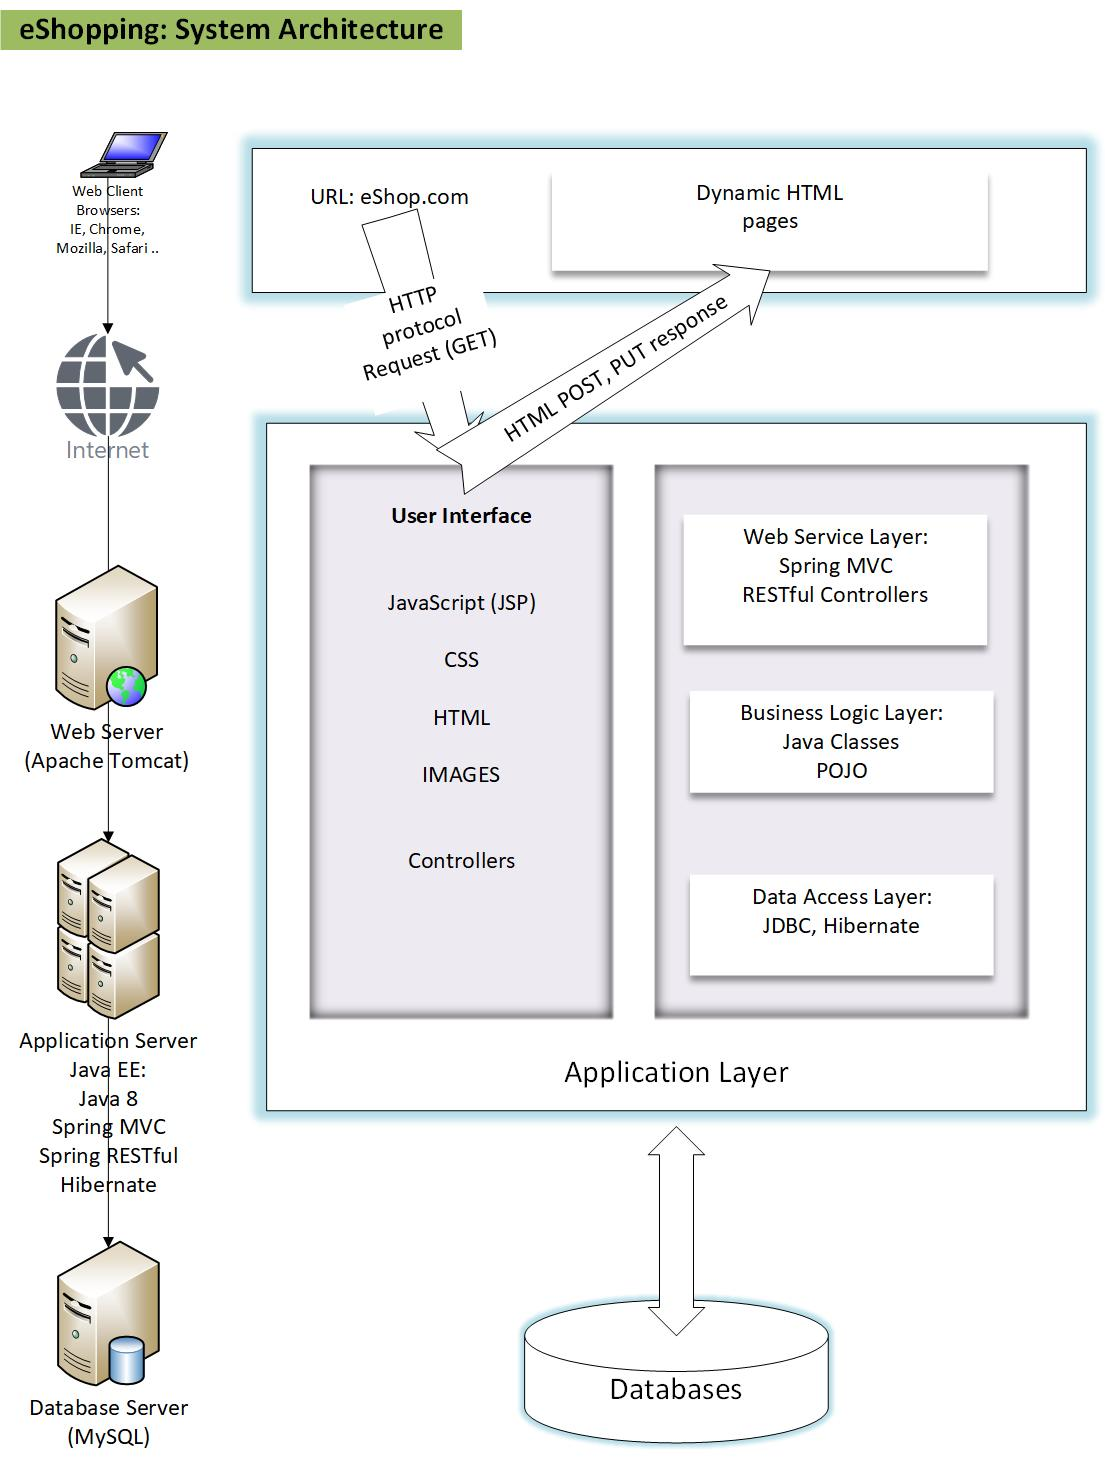 eShopping: System Architecture
Web Client
Browsers:
IE, Chrome,
Mozilla, Safari ..
Internet
Web Server
(Apache Tomcat)
Application Server
Java EE:
Java 8
Spring MVC
Spring RESTful
Hibernate
Database Server
(MySQL)
URL: eShop.com
Dynamic HTML
pages
HTTP
protocol
Request (GET)
HTML POST, PUT response
User Interface
JavaScript (JSP)
CSS
HTML
IMAGES
Controllers
Web Service Layer:
Spring MVC
RESTful Controllers
Business Logic Layer:
Java Classes
POJO
Data Access Layer:
JDBC, Hibernate
Application Layer
Databases